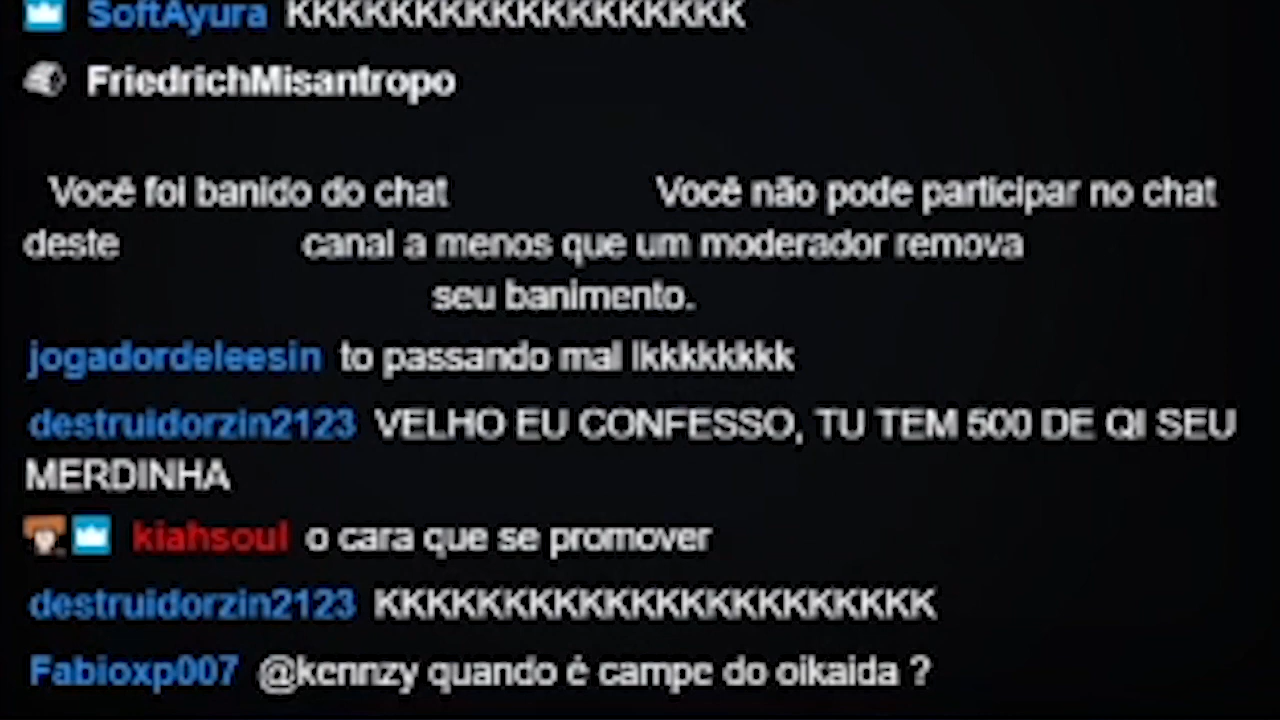 SoftAyura KKKKKKKKKKKKKKKKKK
FriedrichMisantropo
Você foi banido do chat Você não pode participar no chat
deste canal a menos que um moderador remova
seu banimento.
jogadordeleesin to passando mal lkkkkkkkk
destruidorzin2123 VELHO EU CONFESSO, TU TEM 500 DE QI SEU
MERDINHA
kiahsoul o cara que se promover
destruidorzin2123 KKKKKKKKKKKKKKKKKKKKKK
Fabioxp007 @kennzy quando è campe do oikaida ?